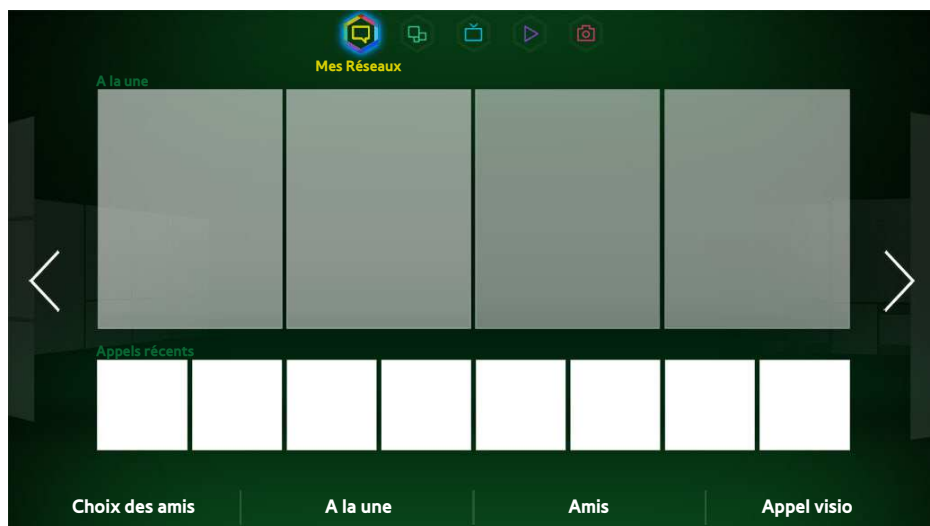 Mes Réseaux
A la une
Appels récents
Choix des amis
A la une
Amis
Appel visio